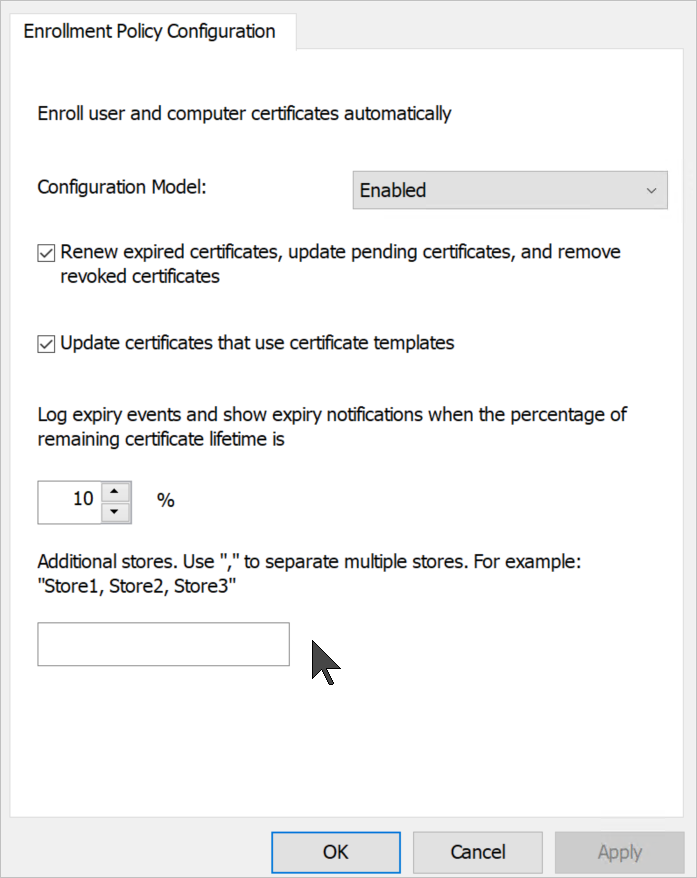 Enrollment Policy Configuration
Enroll user and computer certificates automatically
Configuration Model:
Enabled
Renew expired certificates, update pending certificates, and remove
revoked certificates
Update certificates that use certificate templates
Log expiry events and show expiry notifications when the percentage of
remaining certificate lifetime is
10 %
Additional stores. Use "," to separate multiple stores. For example:
"Store1, Store2, Store3"
OK
Cancel
Apply